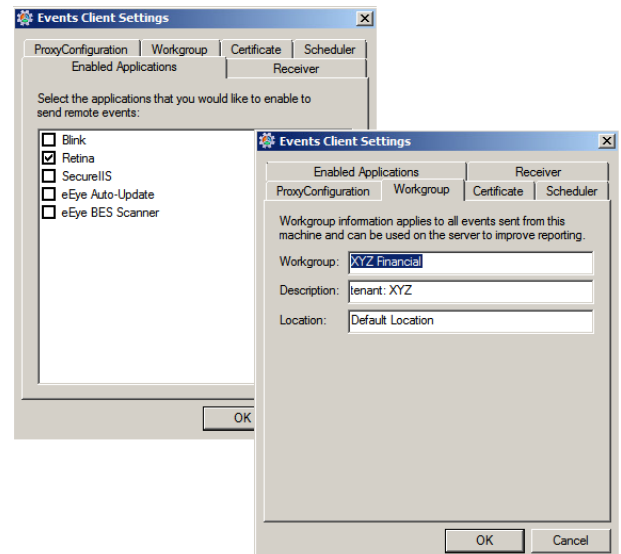 Events Client Settings
ProxyConfiguration Workgroup Certificate Scheduler
Enabled Applications Receiver
Select the applications that you would like to enable to
send remote events:
Blink
Retina
SecureIIS
eEye Auto-Update
eEye BES Scanner
OK
Events Client Settings
Enabled Applications Receiver
ProxyConfiguration Workgroup Certificate Scheduler
Workgroup information applies to all events sent from this
machine and can be used on the server to improve reporting.
Workgroup: XYZ Financial
Description: tenant: XYZ
Location: Default Location
OK Cancel